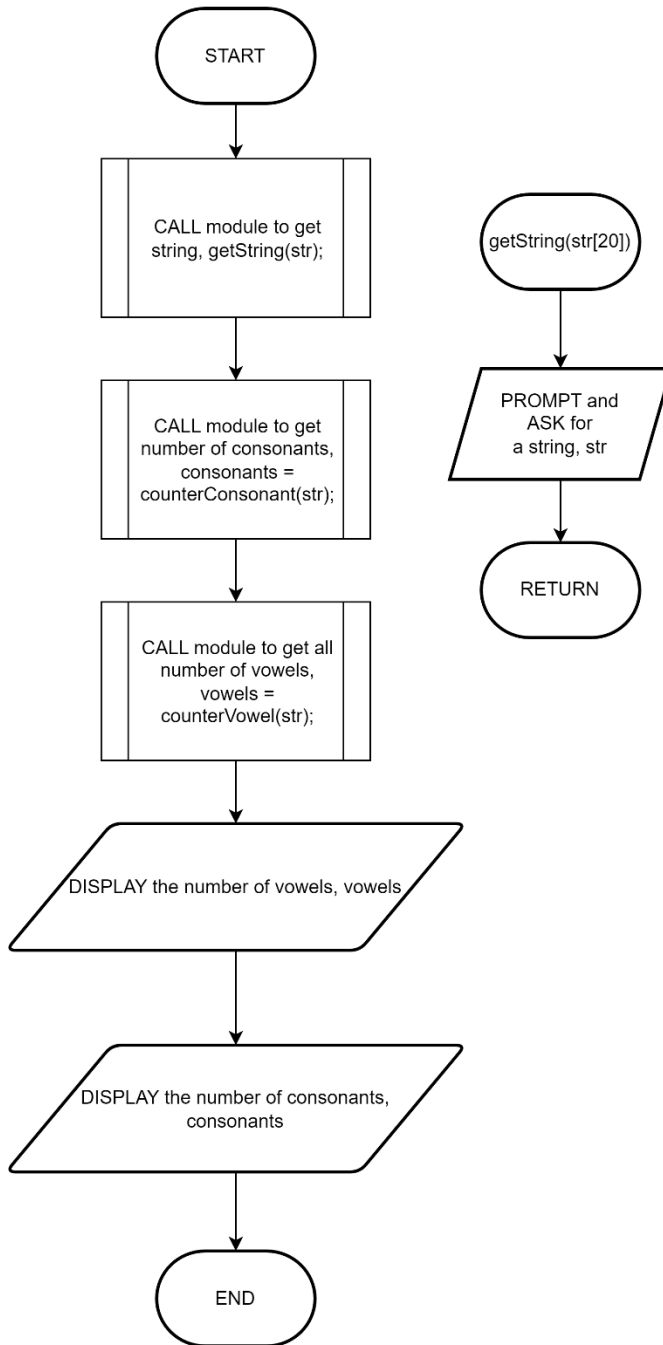 START
CALL module to get
string, getString(str);
CALL module to get
number of consonants,
consonants =
counterConsonant(str);
CALL module to get all
number of vowels,
vowels =
counterVowel(str);
DISPLAY the number of vowels, vowels
DISPLAY the number of consonants,
consonants
END
getString(str[20])
PROMPT and
ASK for
a string, str
RETURN